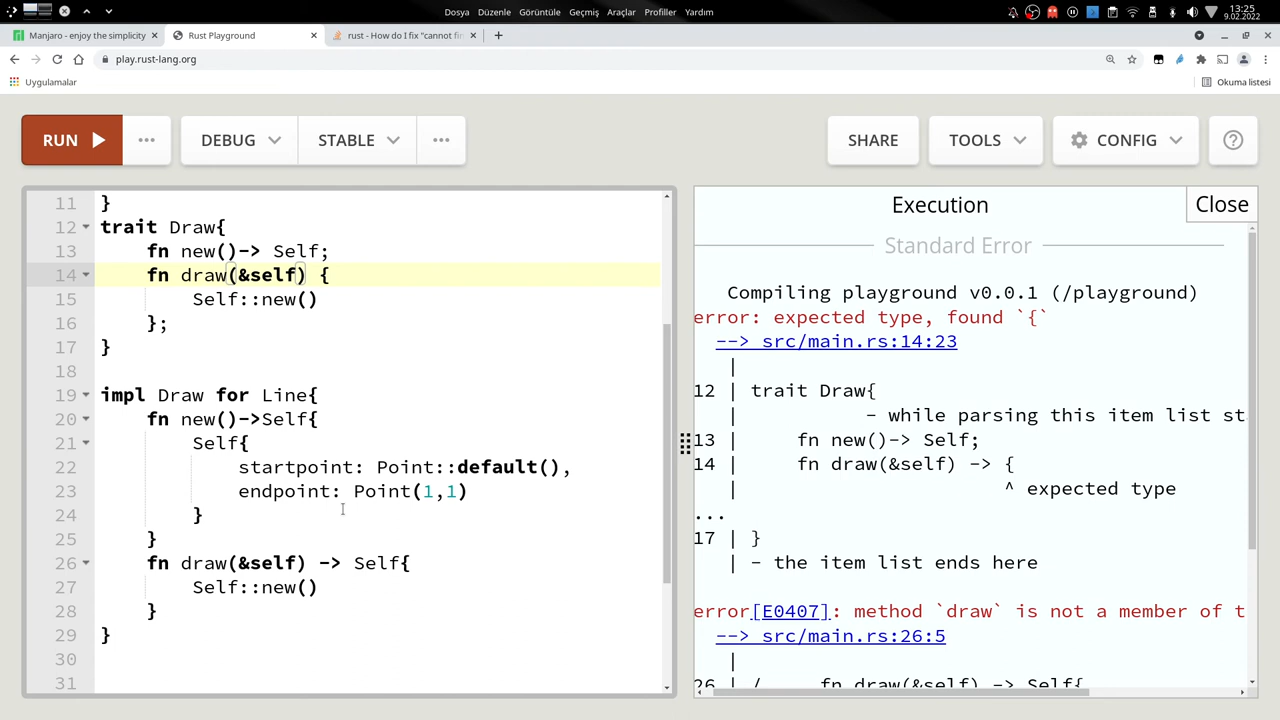 Dosya Düzenle Görüntüle Geçmiş Araçlar Profiller Yardım
13:25
9.02.2022
Manjaro - enjoy the simplicity
Rust Playground
rust - How do I fix "cannot fi
play.rust-lang.org
Uygulamalar
Okuma listesi
RUN
DEBUG
STABLE
SHARE
TOOLS
CONFIG
11 }
12 trait Draw{
13 fn new()-> Self;
14 fn draw(&self) {
15 Self::new()
16 };
17 }
18
19 impl Draw for Line{
20 fn new()->Self{
21 Self{
22 startpoint: Point::default(),
23 endpoint: Point(1,1)
24 }
25 }
26 fn draw(&self) -> Self{
27 Self::new()
28 }
29 }
30
31
Execution
Close
Standard Error
Compiling playground v0.0.1 (/playground)
error: expected type, found `{`
--> src/main.rs:14:23
|
12 | trait Draw{
| - while parsing this item list st
13 | fn new()-> Self;
14 | fn draw(&self) -> {
| ^ expected type
...
17 | }
| - the item list ends here
error[E0407]: method `draw` is not a member of t
--> src/main.rs:26:5
|
26 | / fn draw(&self) -> Self{